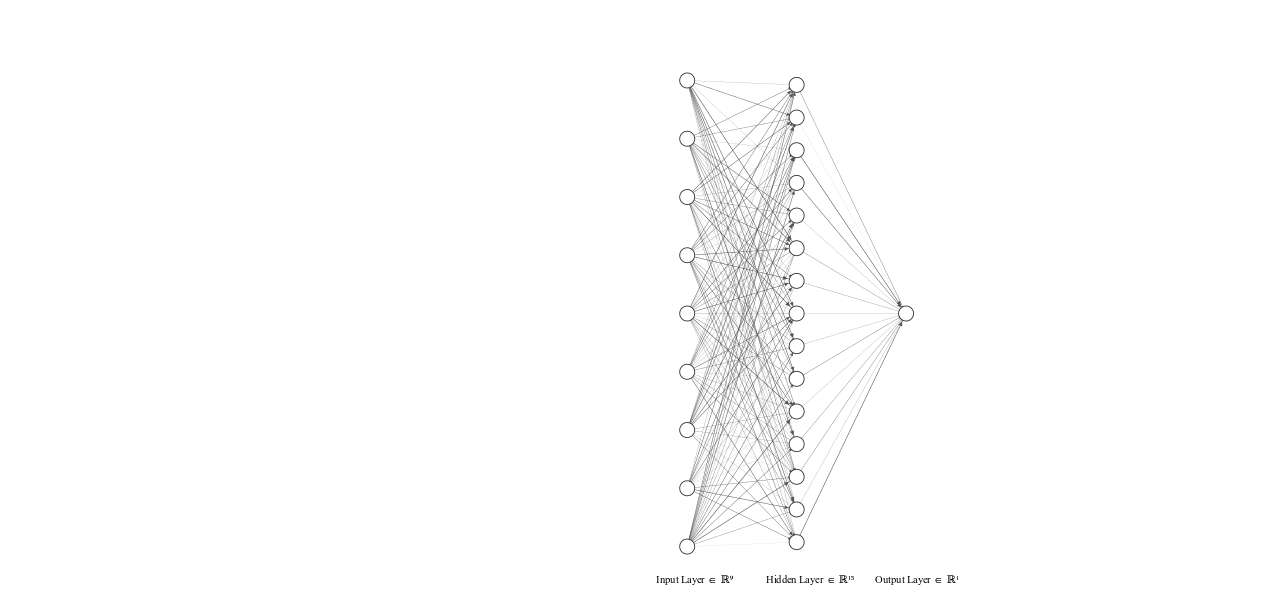 Input Layer ∈ ℝ⁹
Hidden Layer ∈ ℝ¹⁵
Output Layer ∈ ℝ¹